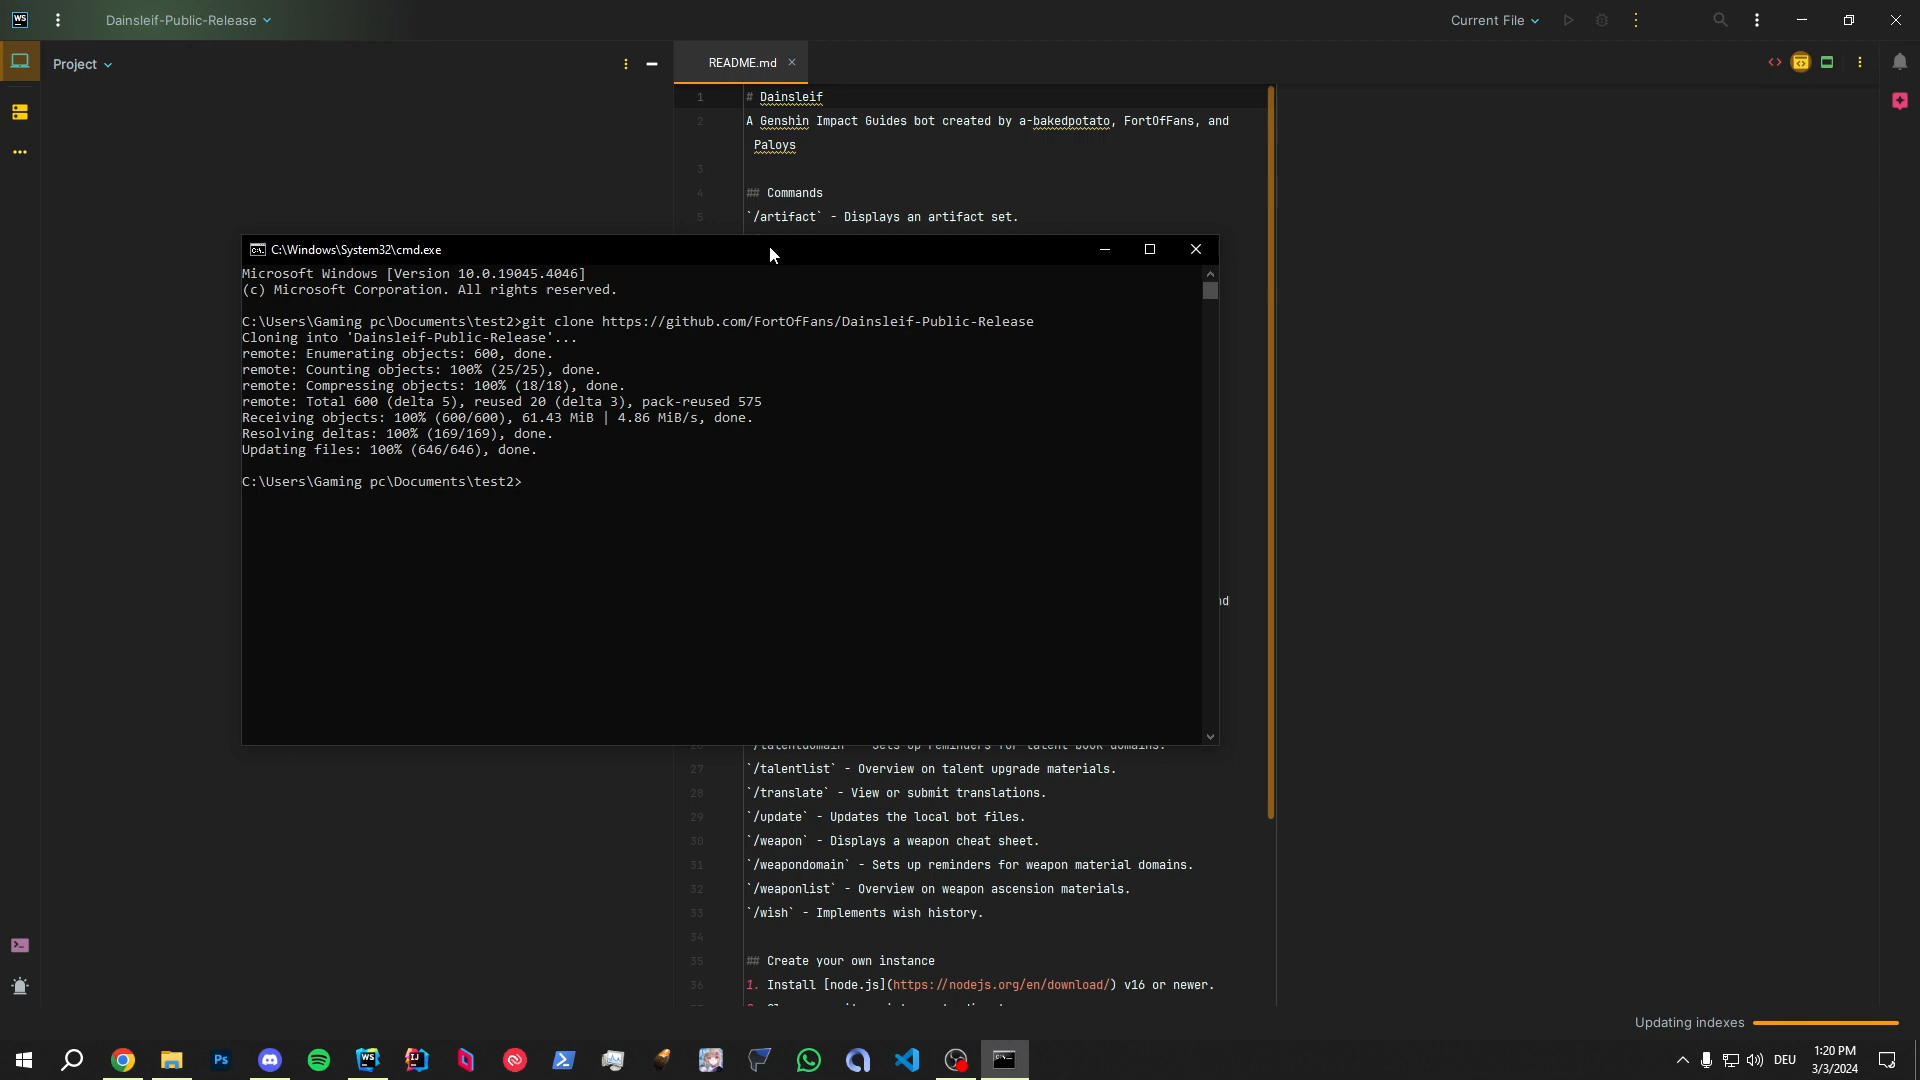 WS
Dainsleif-Public-Release
Current File
Project
README.md
1 # Dainsleif
2 A Genshin Impact Guides bot created by a-bakedpotato, FortOfFans, and
Paloys
3
4 ## Commands
5 `/artifact` - Displays an artifact set.
C:\Windows\System32\cmd.exe
Microsoft Windows [Version 10.0.19045.4046]
(c) Microsoft Corporation. All rights reserved.
C:\Users\Gaming pc\Documents\test2>git clone https://github.com/FortOfFans/Dainsleif-Public-Release
Cloning into 'Dainsleif-Public-Release'...
remote: Enumerating objects: 600, done.
remote: Counting objects: 100% (25/25), done.
remote: Compressing objects: 100% (18/18), done.
remote: Total 600 (delta 5), reused 20 (delta 3), pack-reused 575
Receiving objects: 100% (600/600), 61.43 MiB | 4.86 MiB/s, done.
Resolving deltas: 100% (169/169), done.
Updating files: 100% (646/646), done.
C:\Users\Gaming pc\Documents\test2>
27 `/talentlist` - Overview on talent upgrade materials.
28 `/translate` - View or submit translations.
29 `/update` - Updates the local bot files.
30 `/weapon` - Displays a weapon cheat sheet.
31 `/weapondomain` - Sets up reminders for weapon material domains.
32 `/weaponlist` - Overview on weapon ascension materials.
33 `/wish` - Implements wish history.
34
35 ## Create your own instance
36 1. Install [node.js](https://nodejs.org/en/download/) v16 or newer.
Updating indexes
Ps
WS
IJ
DEU
1:20 PM
3/3/2024